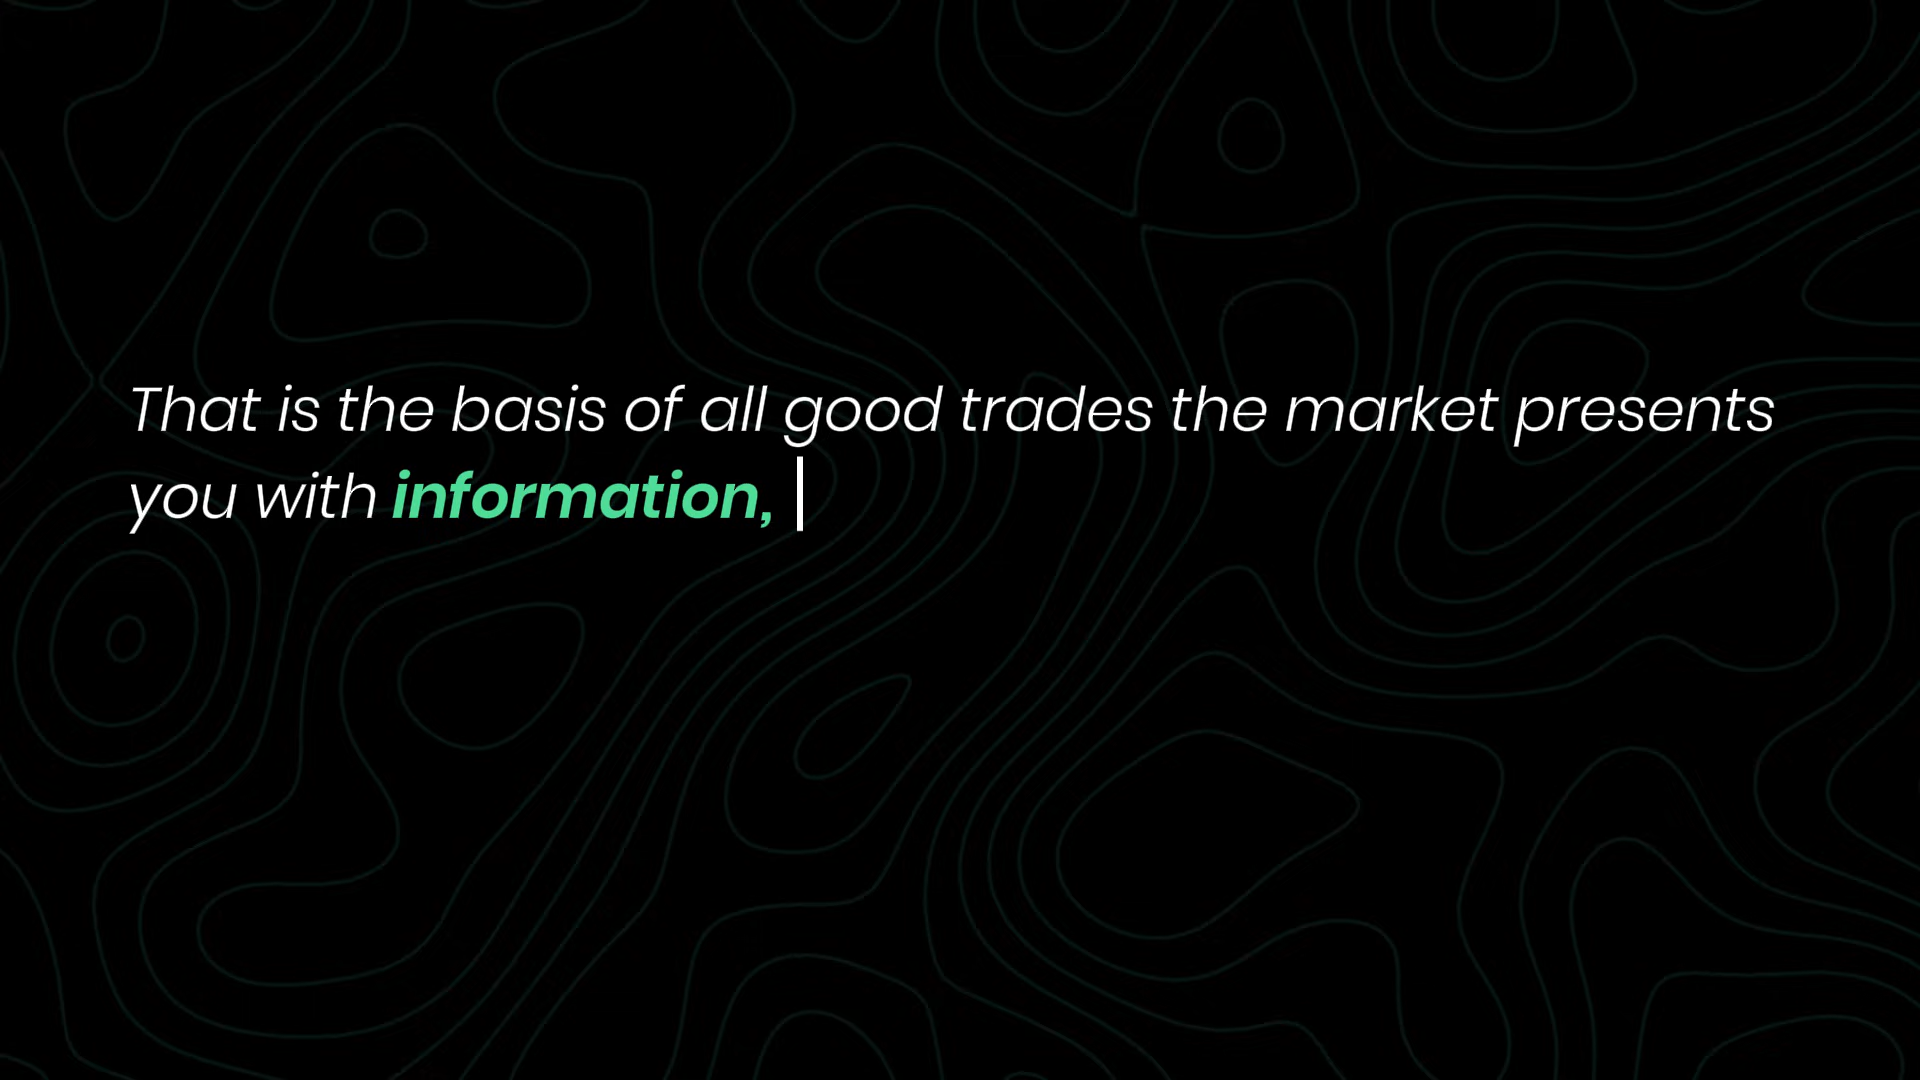 That is the basis of all good trades the market presents
you with information,